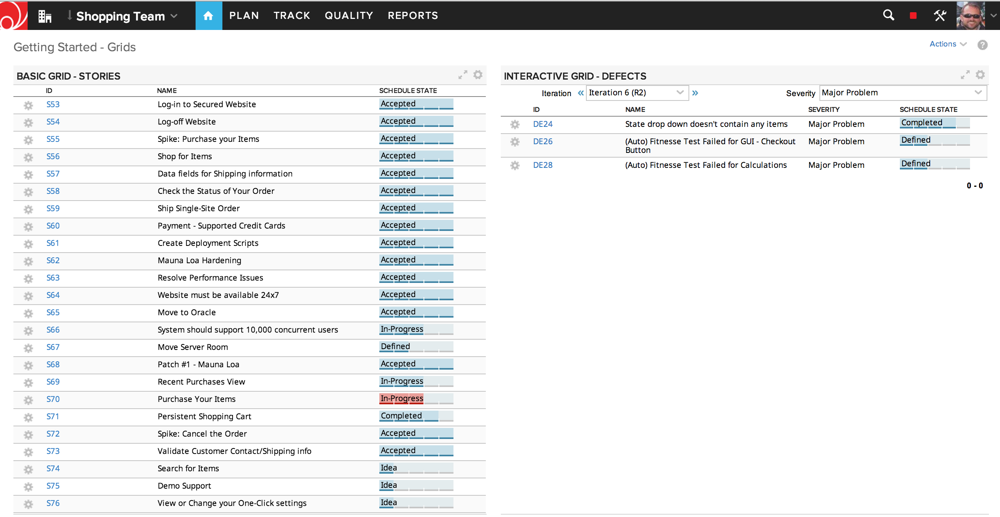 Shopping Team PLAN TRACK QUALITY REPORTS
Getting Started - Grids Actions ?
BASIC GRID - STORIES
ID NAME SCHEDULE STATE
S53 Log-in to Secured Website Accepted
S54 Log-off Website Accepted
S55 Spike: Purchase your Items Accepted
S56 Shop for Items Accepted
S57 Data fields for Shipping information Accepted
S58 Check the Status of Your Order Accepted
S59 Ship Single-Site Order Accepted
S60 Payment - Supported Credit Cards Accepted
S61 Create Deployment Scripts Accepted
S62 Mauna Loa Hardening Accepted
S63 Resolve Performance Issues Accepted
S64 Website must be available 24x7 Accepted
S65 Move to Oracle Accepted
S66 System should support 10,000 concurrent users In-Progress
S67 Move Server Room Defined
S68 Patch #1 - Mauna Loa Accepted
S69 Recent Purchases View In-Progress
S70 Purchase Your Items In-Progress
S71 Persistent Shopping Cart Completed
S72 Spike: Cancel the Order Accepted
S73 Validate Customer Contact/Shipping info Accepted
S74 Search for Items Idea
S75 Demo Support Idea
S76 View or Change your One-Click settings Idea
INTERACTIVE GRID - DEFECTS
Iteration « Iteration 6 (R2) » Severity Major Problem
ID NAME SEVERITY SCHEDULE STATE
DE24 State drop down doesn't contain any items Major Problem Completed
DE26 (Auto) Fitnesse Test Failed for GUI - Checkout Major Problem Defined
Button
DE28 (Auto) Fitnesse Test Failed for Calculations Major Problem Defined
0 - 0